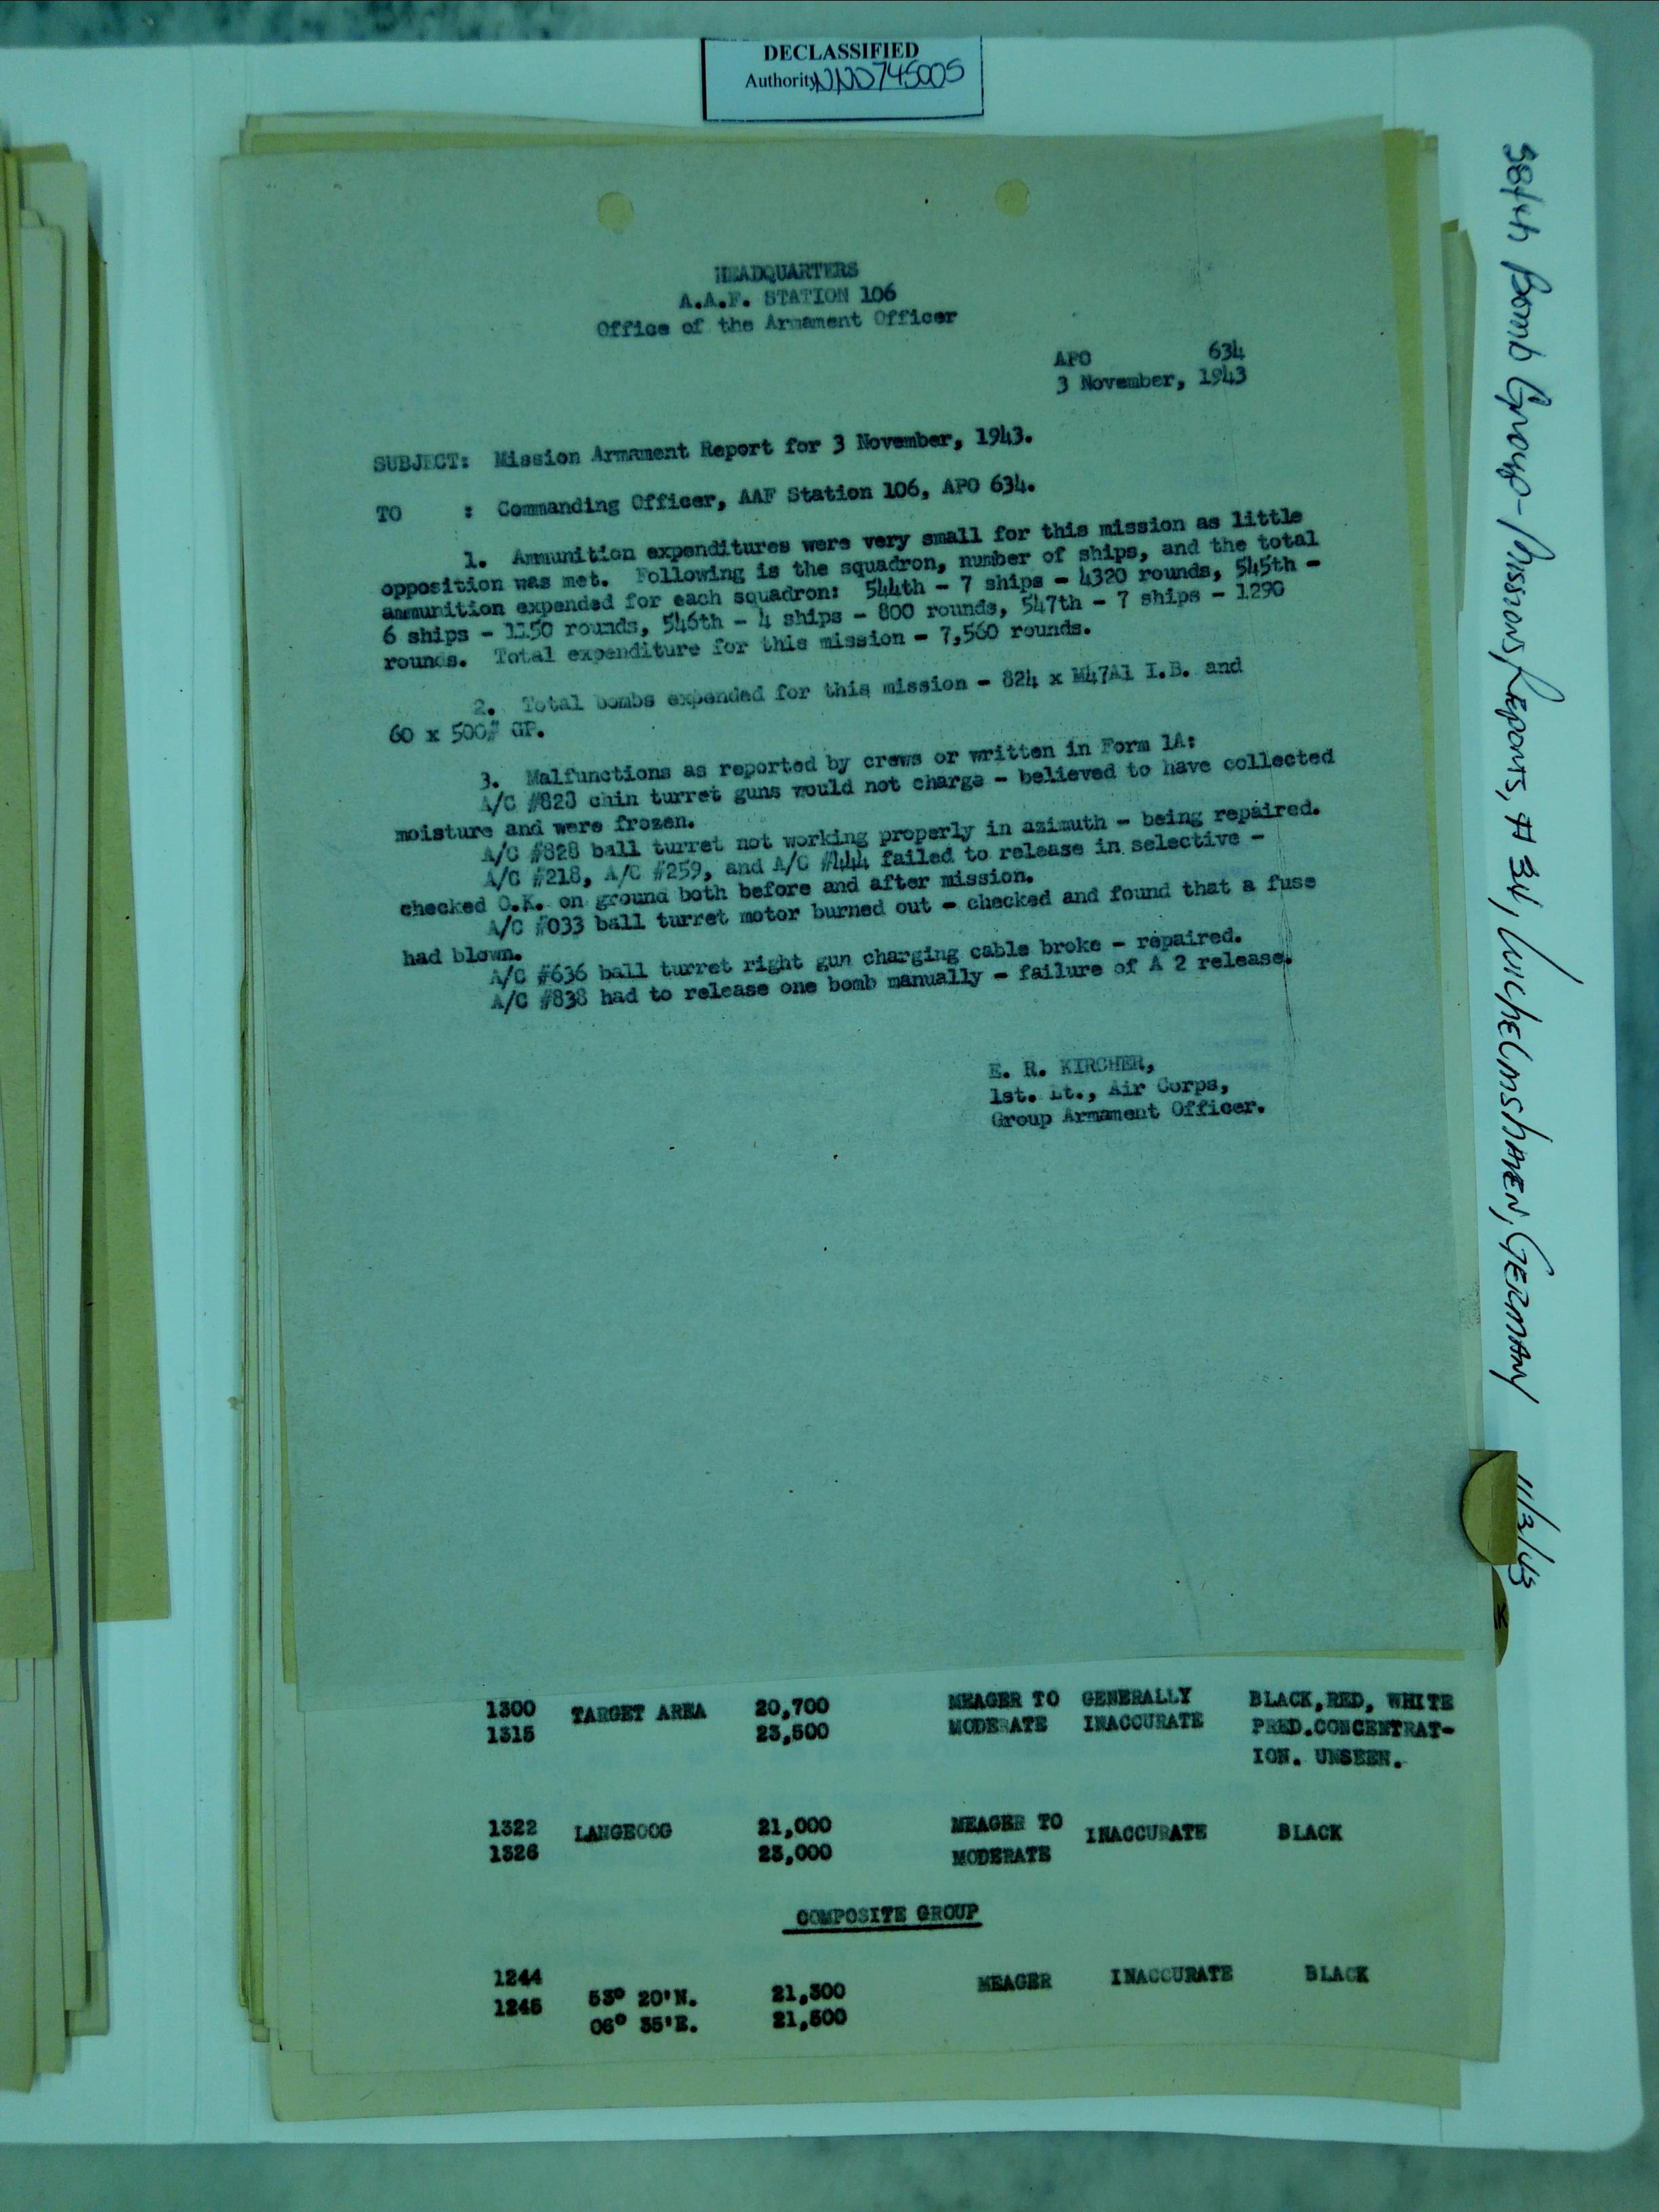 DECLASSIFIED
Authority NND745005
HEADQUARTERS
A.A.F. STATION 106
Office of the Armament Officer
APO 634
3 November, 1943
SUBJECT: Mission Armament Report for 3 November, 1943.
TO : Commanding Officer, AAF Station 106, APO 634.
1. Ammunition expenditures were very small for this mission as little
opposition was met. Following is the squadron, number of ships, and the total
ammunition expended for each squadron: 544th - 7 ships - 4320 rounds, 545th -
6 ships - 1150 rounds, 546th - 4 ships - 800 rounds, 547th - 7 ships - 1290
rounds. Total expenditure for this mission - 7,560 rounds.
2. Total bombs expended for this mission - 824 x M47A1 I.B. and
60 x 500# GP.
3. Malfunctions as reported by crews or written in Form 1A:
A/C #828 chin turret guns would not charge - believed to have collected
moisture and were frozen.
A/C #828 ball turret not working properly in azimuth - being repaired.
A/C #218, A/C #259, and A/C #444 failed to release in selective -
checked O.K. on ground both before and after mission.
A/C #033 ball turret motor burned out - checked and found that a fuse
had blown.
A/C #636 ball turret right gun charging cable broke - repaired.
A/C #838 had to release one bomb manually - failure of A 2 release.
E. R. KIRCHER,
1st. Lt., Air Corps,
Group Armament Officer.
1300 TARGET AREA 20,700 MEAGER TO GENERALLY BLACK,RED, WHITE
1315 23,500 MODERATE INACCURATE PRED.CONCENTRAT-
ION. UNSEEN.
1322 LANGEOOG 21,000 MEAGER TO INACCURATE BLACK
1326 23,000 MODERATE
COMPOSITE GROUP
1244 53° 20'N. 21,300 MEAGER INACCURATE BLACK
1245 06° 35'E. 21,500
384th Bomb Group - Mission Reports, # 34, WilhELmshAVEN, GERMANY 11/3/43
K